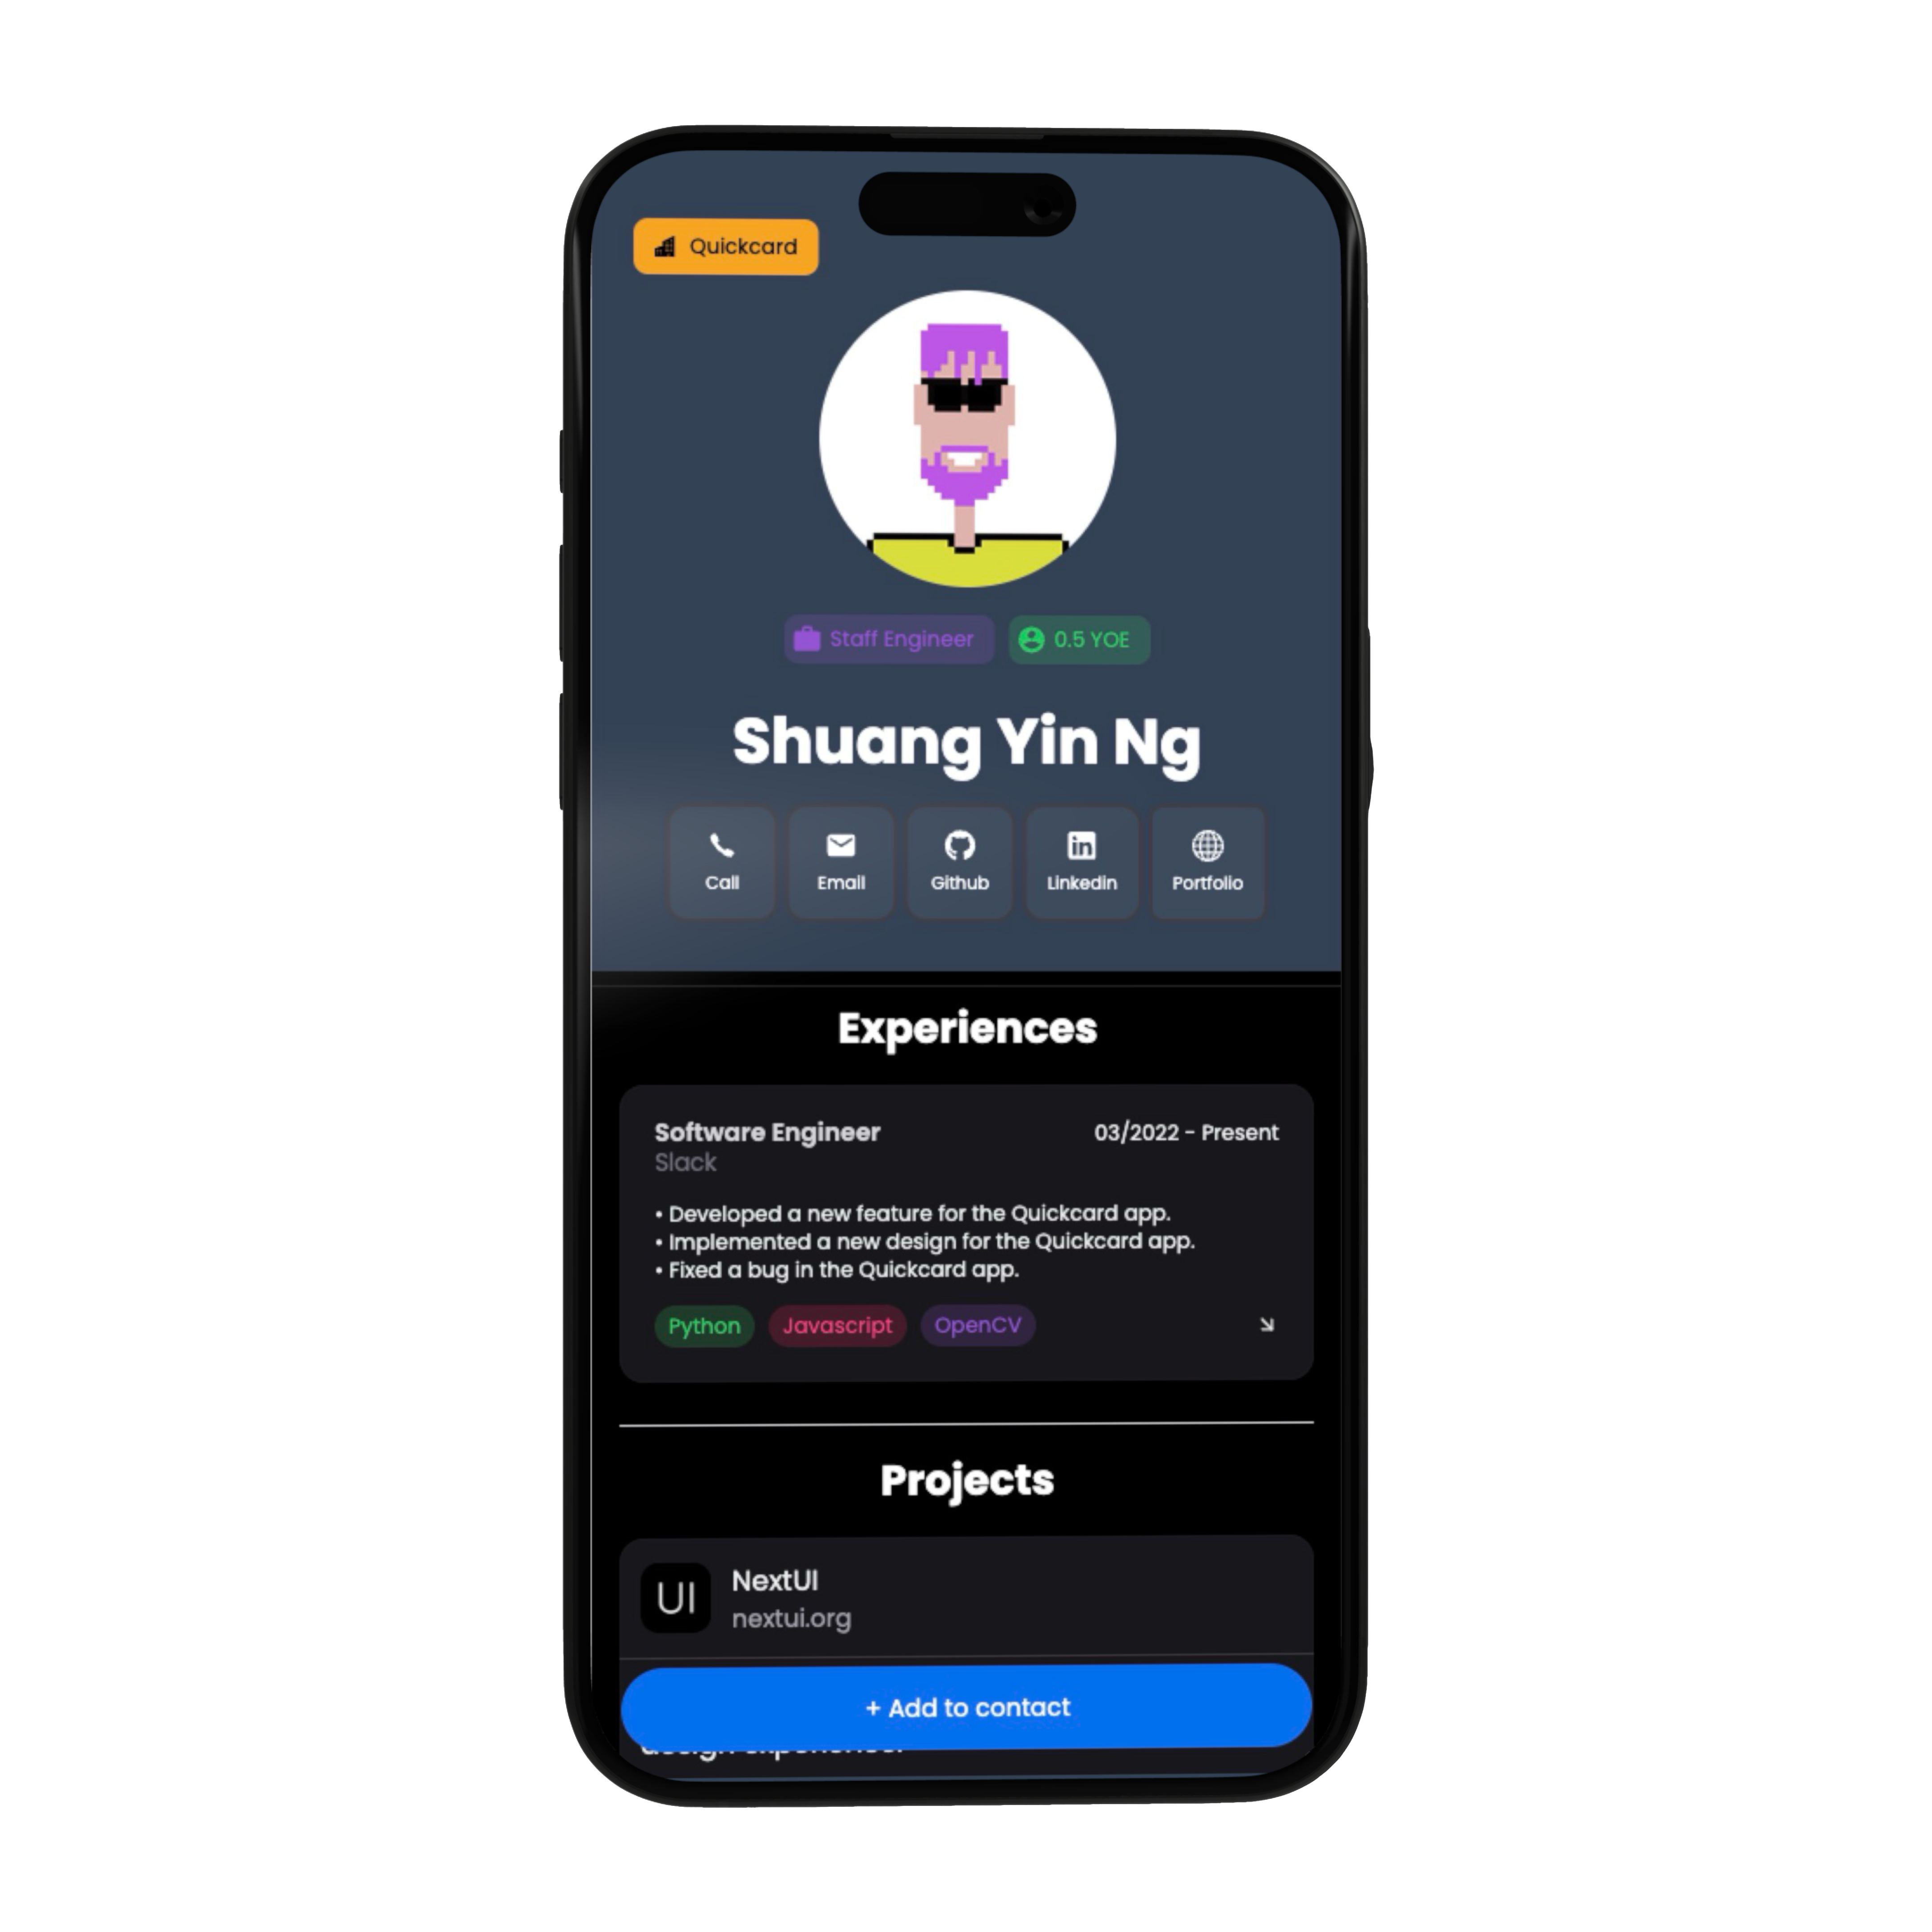 Quickcard
Staff Engineer 0.5 YOE
Shuang Yin Ng
Call Email Github Linkedin Portfolio
Experiences
Software Engineer 03/2022 - Present
Slack
• Developed a new feature for the Quickcard app.
• Implemented a new design for the Quickcard app.
• Fixed a bug in the Quickcard app.
Python Javascript OpenCV
Projects
UI NextUI
nextui.org
+ Add to contact